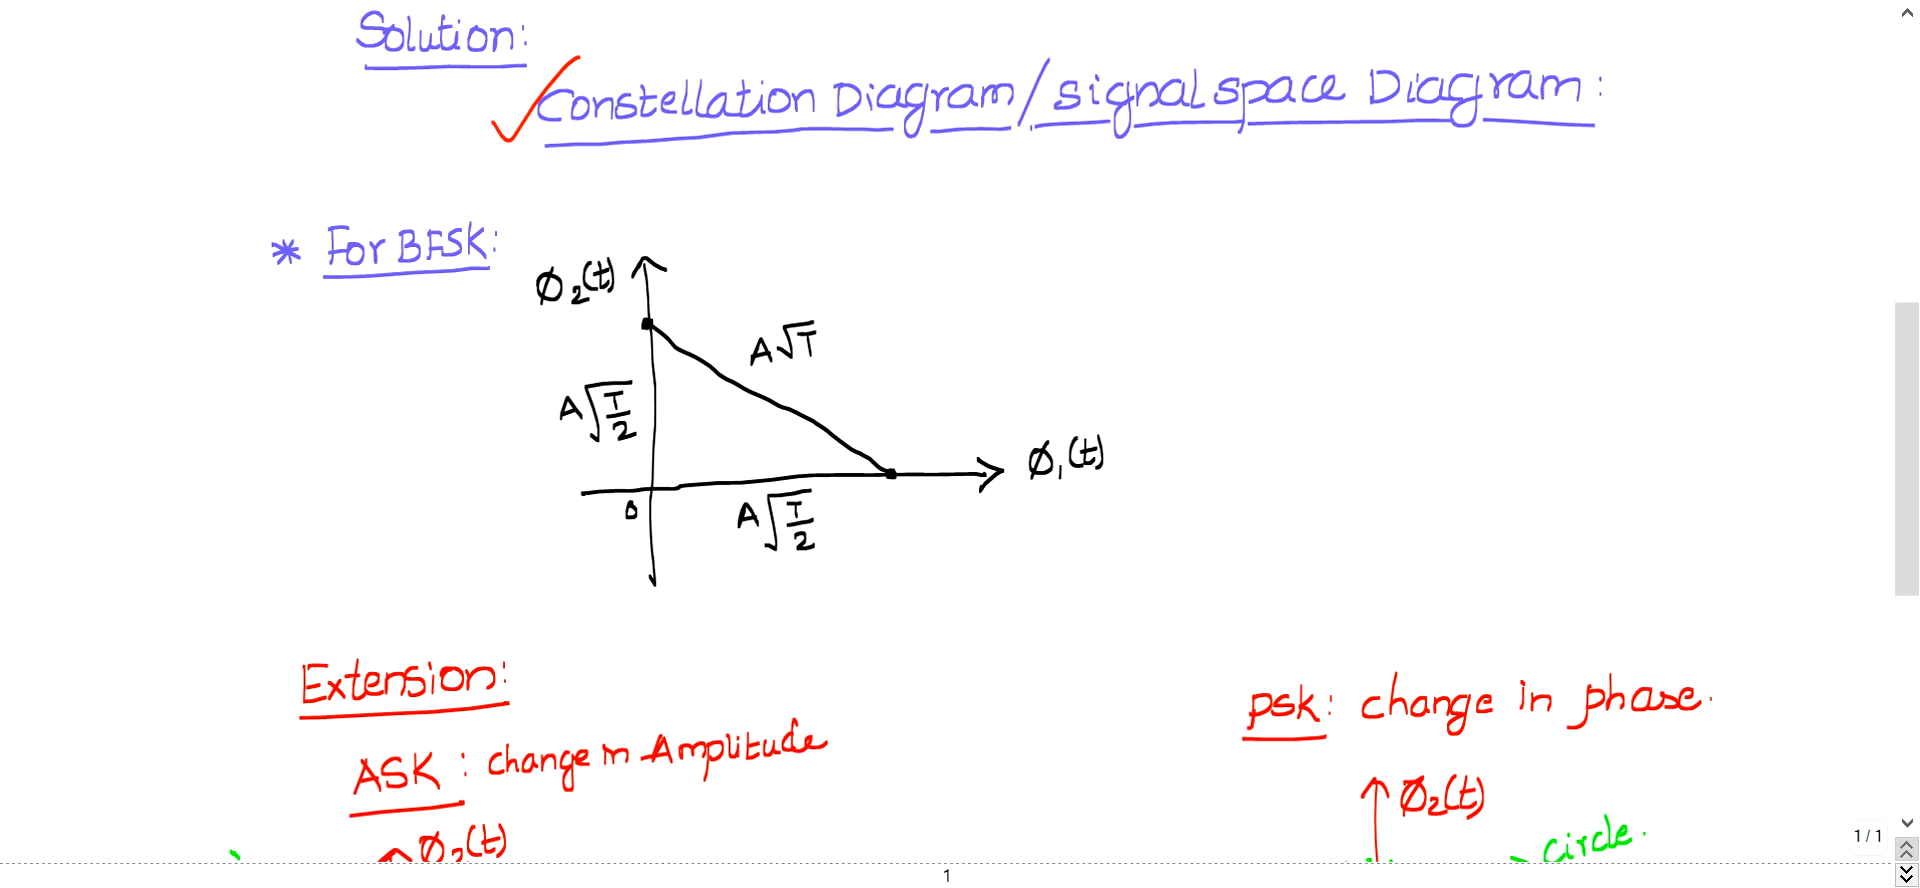 Solution:
Constellation Diagram/signal space Diagram:
* For BFSK:
Ø₂(t)
A√T
A√(T/2)
Ø₁(t)
0
A√(T/2)
Extension:
PSK: change in phase.
ASK: change in Amplitude
Ø₂(t)
Ø₂(t)
circle.
1 / 1
1